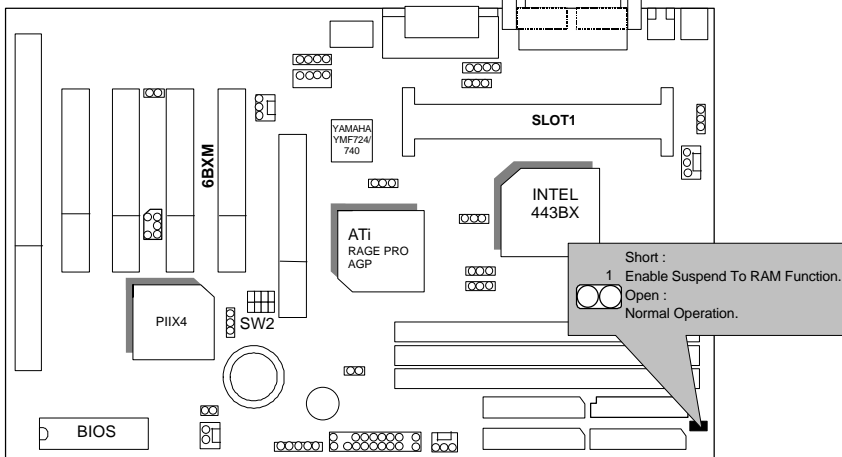 YAMAHA
YMF724/
740
SLOT1
6BXM
INTEL
443BX
ATi
RAGE PRO
AGP
Short :
1 Enable Suspend To RAM Function.
Open :
Normal Operation.
PIIX4
SW2
BIOS